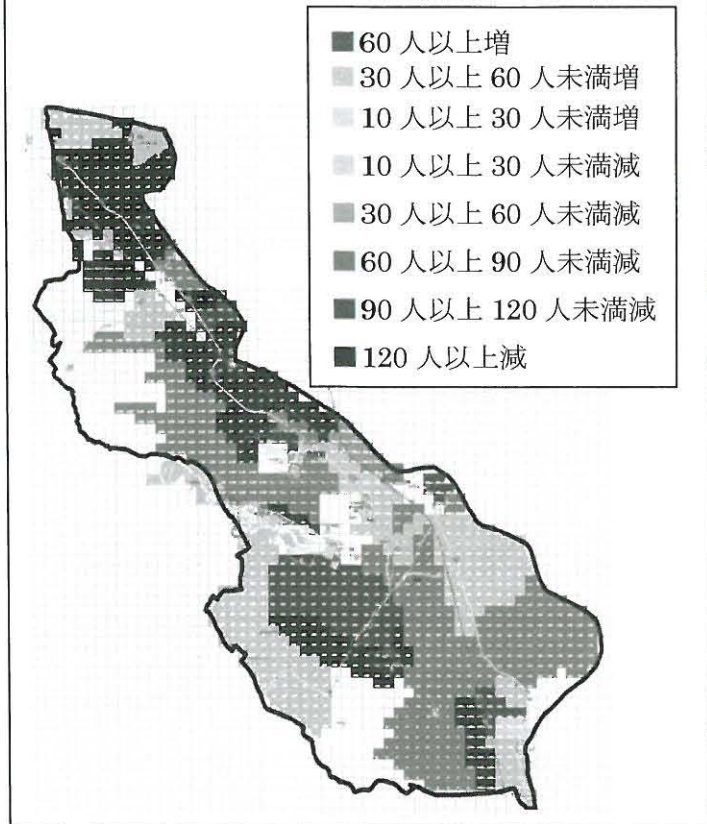 60 人以上増
30 人以上 60 人未満増
10 人以上 30 人未満増
10 人以上 30 人未満減
30 人以上 60 人未満減
60 人以上 90 人未満減
90 人以上 120 人未満減
120 人以上減